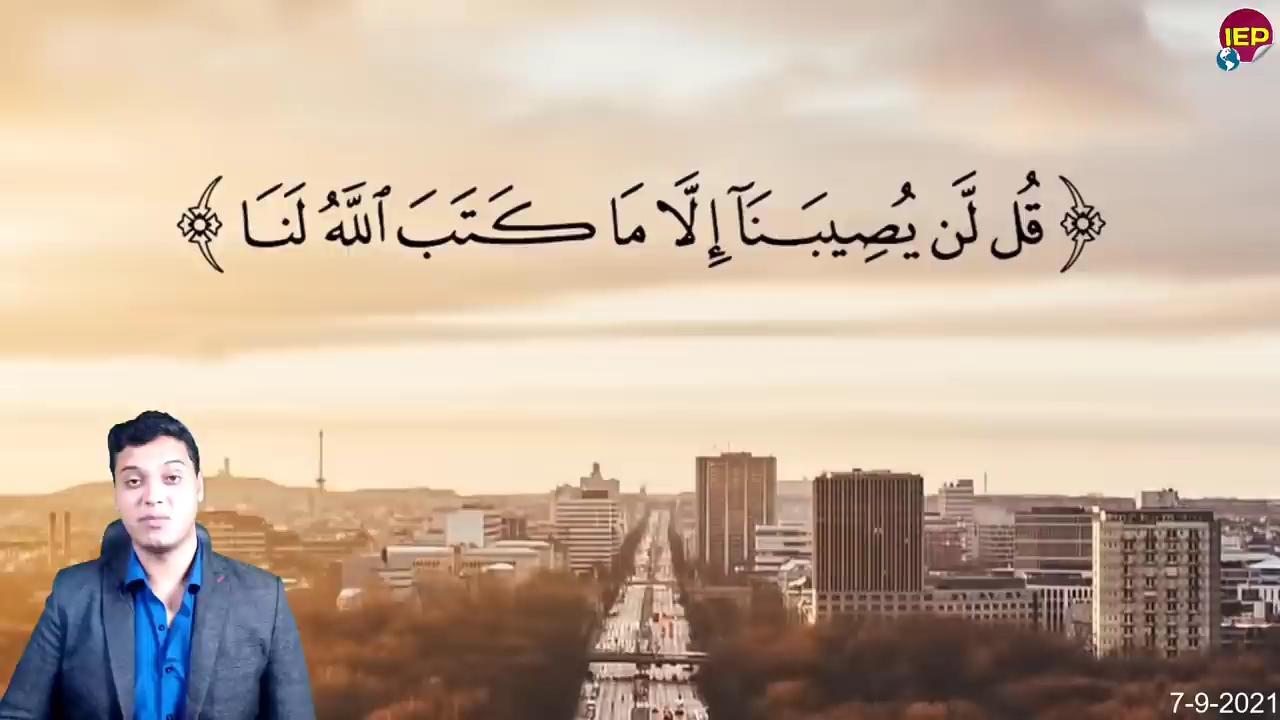 IEP
﴿ قُل لَّن يُصِيبَنَآ إِلَّا مَا كَتَبَ ٱللَّهُ لَنَا ﴾
7-9-2021